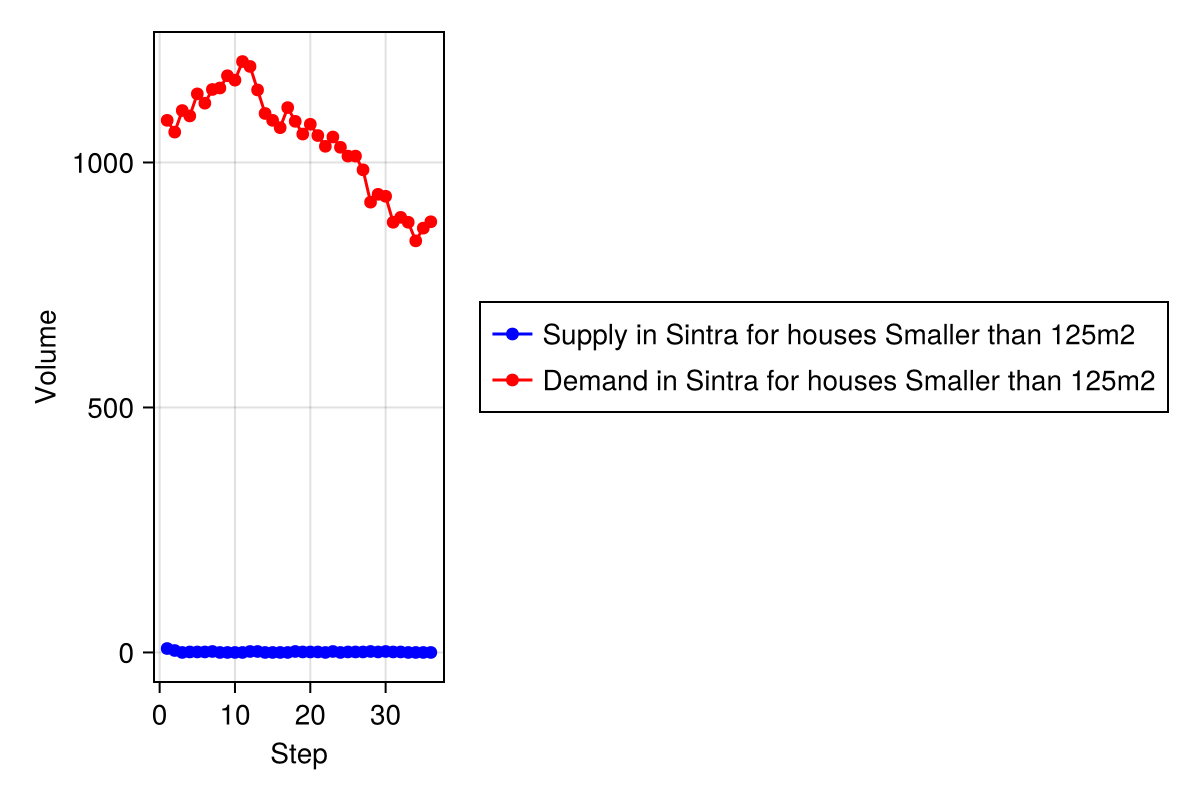 1000
500
0
0 10 20 30
Volume
Step
Supply in Sintra for houses Smaller than 125m2
Demand in Sintra for houses Smaller than 125m2